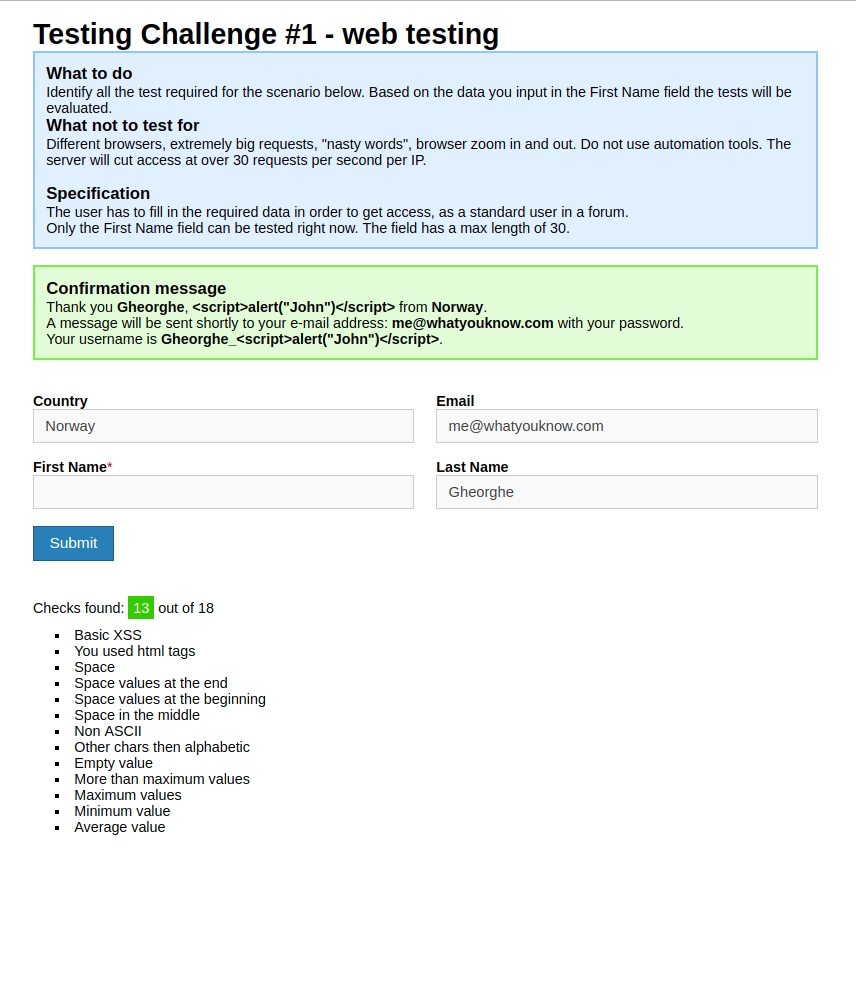 Testing Challenge #1 - web testing
What to do
Identify all the test required for the scenario below. Based on the data you input in the First Name field the tests will be
evaluated.
What not to test for
Different browsers, extremely big requests, "nasty words", browser zoom in and out. Do not use automation tools. The
server will cut access at over 30 requests per second per IP.
Specification
The user has to fill in the required data in order to get access, as a standard user in a forum.
Only the First Name field can be tested right now. The field has a max length of 30.
Confirmation message
Thank you Gheorghe, <script>alert("John")</script> from Norway.
A message will be sent shortly to your e-mail address: me@whatyouknow.com with your password.
Your username is Gheorghe_<script>alert("John")</script>.
Country Email
Norway me@whatyouknow.com
First Name* Last Name
Gheorghe
Submit
Checks found: 13 out of 18
Basic XSS
You used html tags
Space
Space values at the end
Space values at the beginning
Space in the middle
Non ASCII
Other chars then alphabetic
Empty value
More than maximum values
Maximum values
Minimum value
Average value